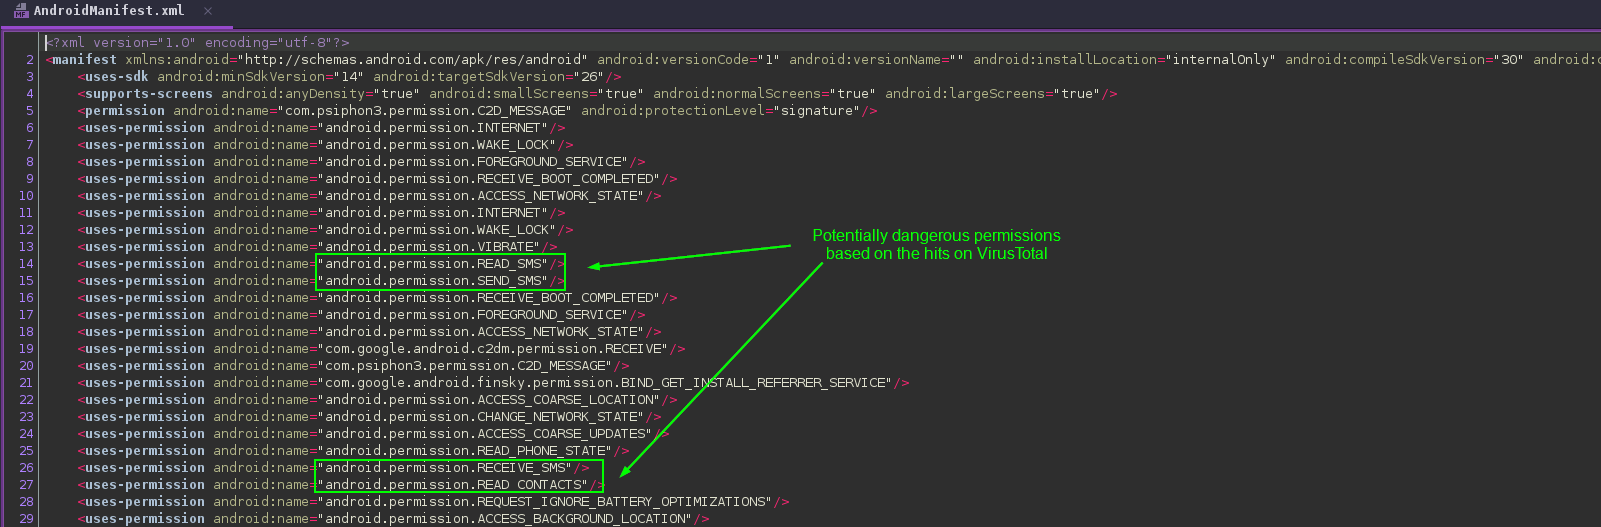 AndroidManifest.xml ×
<?xml version="1.0" encoding="utf-8"?>
2 <manifest xmlns:android="http://schemas.android.com/apk/res/android" android:versionCode="1" android:versionName="" android:installLocation="internalOnly" android:compileSdkVersion="30" android:c
3 <uses-sdk android:minSdkVersion="14" android:targetSdkVersion="26"/>
4 <supports-screens android:anyDensity="true" android:smallScreens="true" android:normalScreens="true" android:largeScreens="true"/>
5 <permission android:name="com.psiphon3.permission.C2D_MESSAGE" android:protectionLevel="signature"/>
6 <uses-permission android:name="android.permission.INTERNET"/>
7 <uses-permission android:name="android.permission.WAKE_LOCK"/>
8 <uses-permission android:name="android.permission.FOREGROUND_SERVICE"/>
9 <uses-permission android:name="android.permission.RECEIVE_BOOT_COMPLETED"/>
10 <uses-permission android:name="android.permission.ACCESS_NETWORK_STATE"/>
11 <uses-permission android:name="android.permission.INTERNET"/>
12 <uses-permission android:name="android.permission.WAKE_LOCK"/>
13 <uses-permission android:name="android.permission.VIBRATE"/>
14 <uses-permission android:name="android.permission.READ_SMS"/>
15 <uses-permission android:name="android.permission.SEND_SMS"/>
16 <uses-permission android:name="android.permission.RECEIVE_BOOT_COMPLETED"/>
17 <uses-permission android:name="android.permission.FOREGROUND_SERVICE"/>
18 <uses-permission android:name="android.permission.ACCESS_NETWORK_STATE"/>
19 <uses-permission android:name="com.google.android.c2dm.permission.RECEIVE"/>
20 <uses-permission android:name="com.psiphon3.permission.C2D_MESSAGE"/>
21 <uses-permission android:name="com.google.android.finsky.permission.BIND_GET_INSTALL_REFERRER_SERVICE"/>
22 <uses-permission android:name="android.permission.ACCESS_COARSE_LOCATION"/>
23 <uses-permission android:name="android.permission.CHANGE_NETWORK_STATE"/>
24 <uses-permission android:name="android.permission.ACCESS_COARSE_UPDATES"/>
25 <uses-permission android:name="android.permission.READ_PHONE_STATE"/>
26 <uses-permission android:name="android.permission.RECEIVE_SMS"/>
27 <uses-permission android:name="android.permission.READ_CONTACTS"/>
28 <uses-permission android:name="android.permission.REQUEST_IGNORE_BATTERY_OPTIMIZATIONS"/>
29 <uses-permission android:name="android.permission.ACCESS_BACKGROUND_LOCATION"/>
Potentially dangerous permissions
based on the hits on VirusTotal